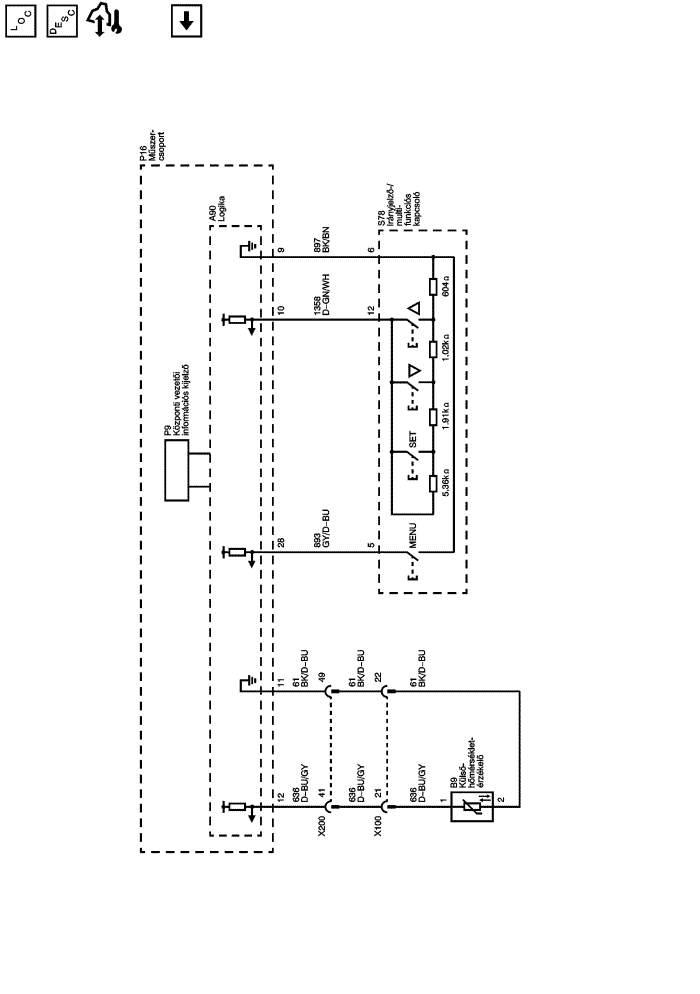 LOC
DESC
P16
Műszer-
csoport
A90
Logika
P9
Központi vezetői
információs kijelző
S78
Irányjelző-/
multi-
funkciós
kapcsoló
12
636
D-BU/GY
41
636
D-BU/GY
21
636
D-BU/GY
X200
X100
1
B9
Külső-
hőmérséklet-
érzékelő
2
11
61
BK/D-BU
49
61
BK/D-BU
22
61
BK/D-BU
28
893
GY/D-BU
5
MENU
10
1358
D-GN/WH
12
9
897
BK/BN
6
SET
5.36kΩ
1.91kΩ
1.02kΩ
604Ω